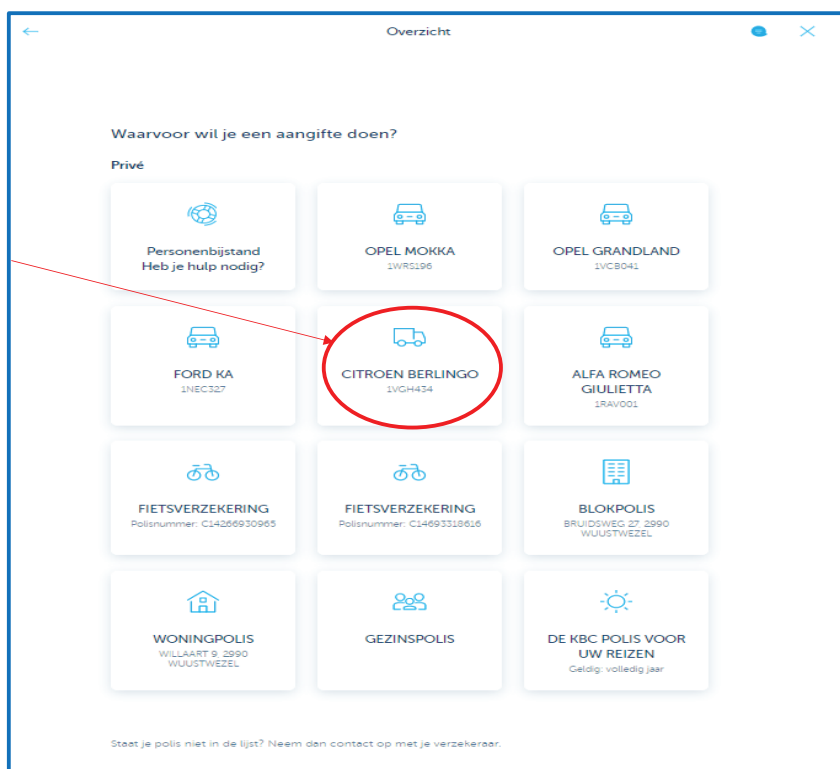 Overzicht
Waarvoor wil je een aangifte doen?
Privé
Personenbijstand
Heb je hulp nodig?
OPEL MOKKA
1WRS196
OPEL GRANDLAND
1VCB041
FORD KA
1NEC327
CITROEN BERLINGO
1VGH434
ALFA ROMEO
GIULIETTA
1RAV001
FIETSVERZEKERING
Polisnummer: C14266930965
FIETSVERZEKERING
Polisnummer: C14693318616
BLOKPOLIS
BRUIDSWEG 27, 2990
WUUSTWEZEL
WONINGPOLIS
WILLAART 9, 2990
WUUSTWEZEL
GEZINSPOLIS
DE KBC POLIS VOOR
UW REIZEN
Geldig: volledig jaar
Staat je polis niet in de lijst? Neem dan contact op met je verzekeraar.